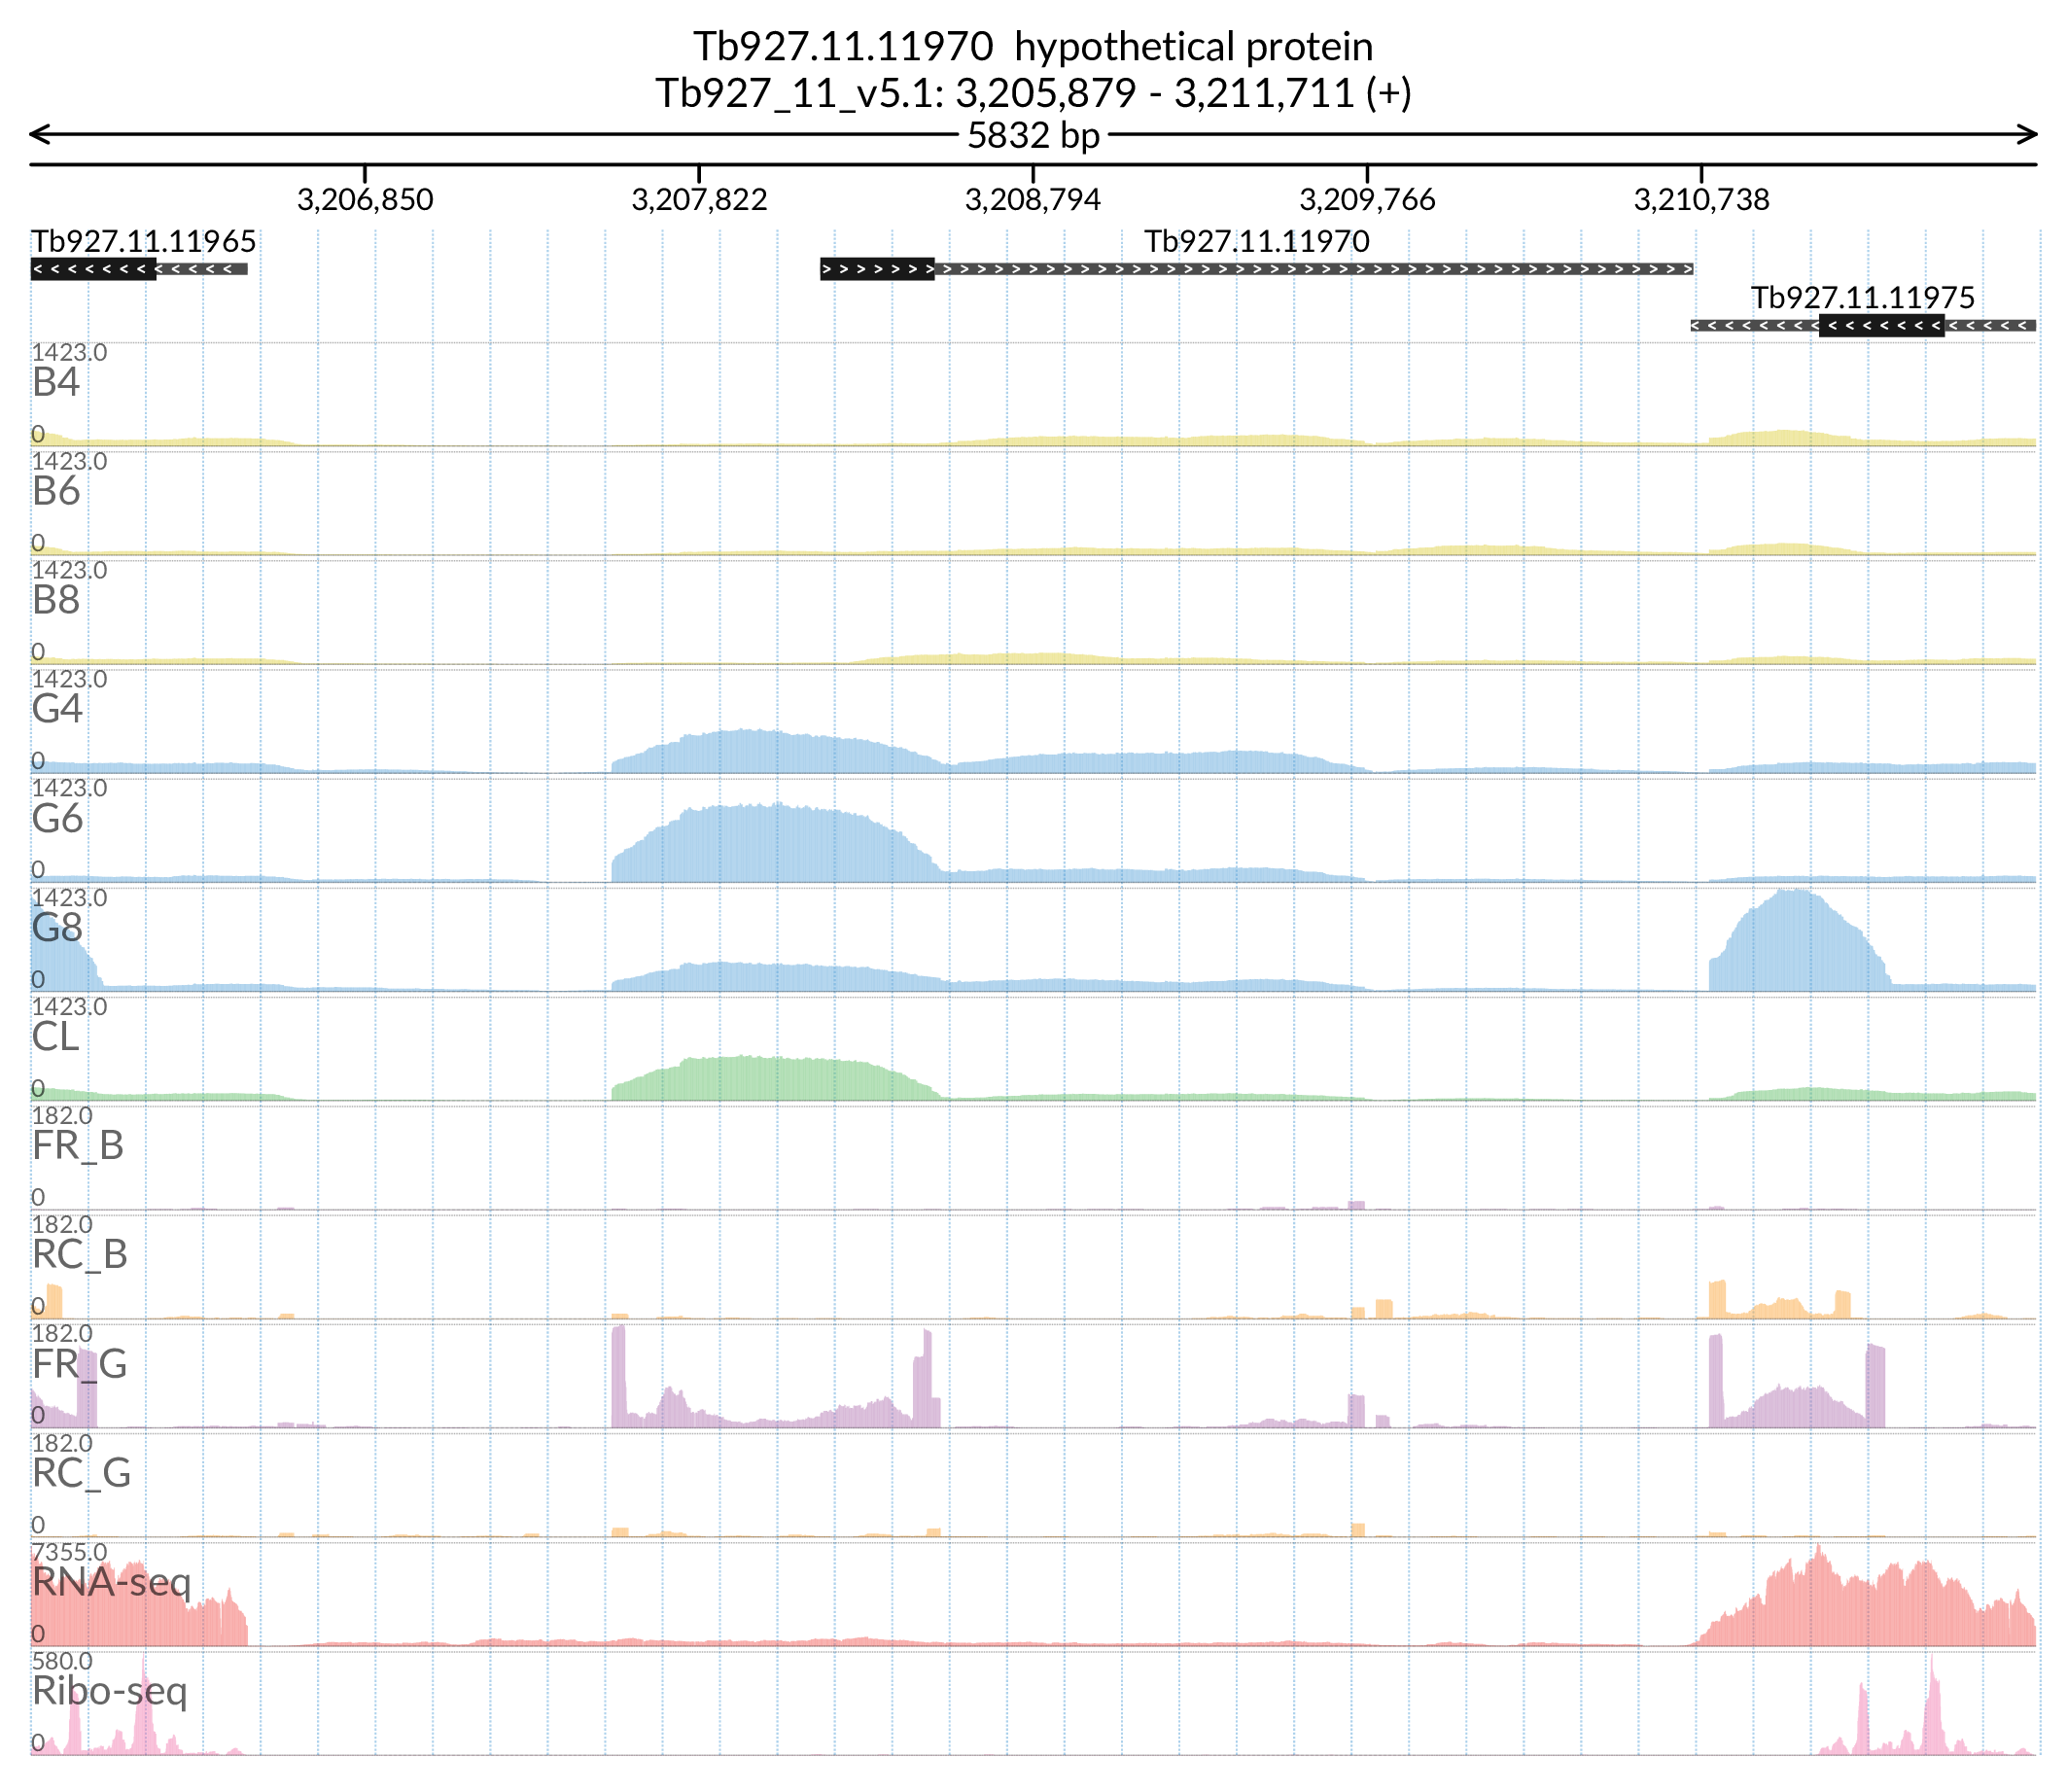 Tb927.11.11970  hypothetical protein
Tb927_11_v5.1: 3,205,879 - 3,211,711 (+)
5832 bp
3,206,850 3,207,822 3,208,794 3,209,766 3,210,738
Tb927.11.11965 Tb927.11.11970
Tb927.11.11975
1423.0
B4
0
1423.0
B6
0
1423.0
B8
0
1423.0
G4
0
1423.0
G6
0
1423.0
G8
0
1423.0
CL
0
182.0
FR_B
0
182.0
RC_B
0
182.0
FR_G
0
182.0
RC_G
0
7355.0
RNA-seq
0
580.0
Ribo-seq
0